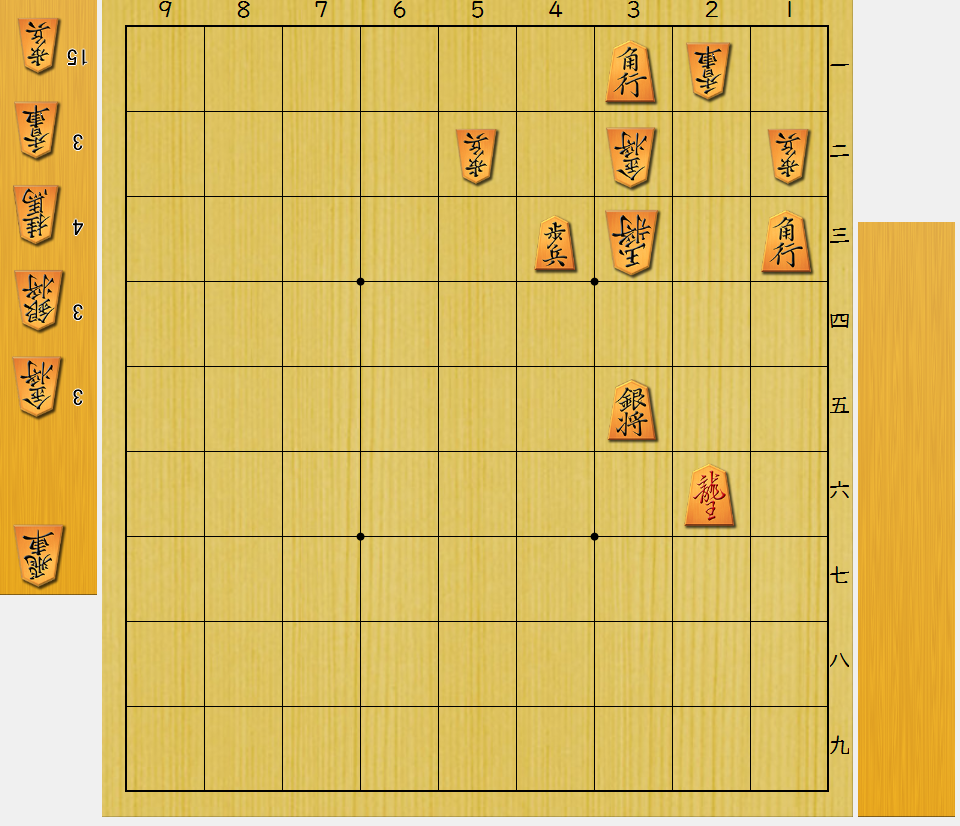 9 8 7 6 5 4 3 2 1
角行 香車 一
歩兵 金将 歩兵 二
歩兵 玉将 角行 三
四
銀将 五
龍王 六
七
八
九
歩兵 15
香車 3
桂馬 4
銀将 3
金将 3
飛車